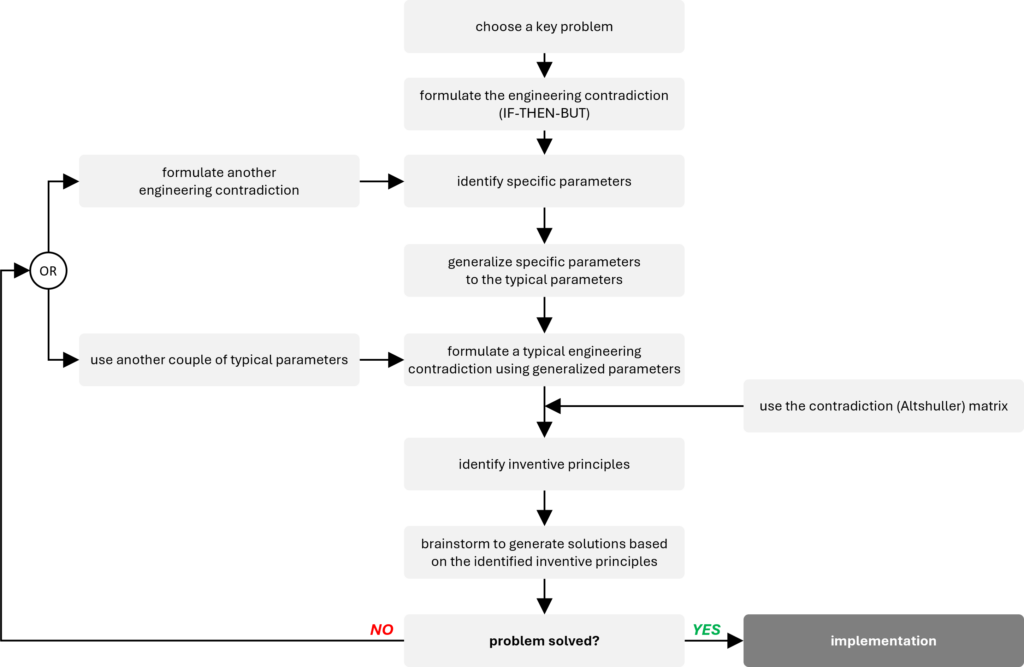 choose a key problem
formulate the engineering contradiction
(IF-THEN-BUT)
formulate another
engineering contradiction
identify specific parameters
OR
generalize specific parameters
to the typical parameters
use another couple of typical parameters
formulate a typical engineering
contradiction using generalized parameters
use the contradiction (Altshuller) matrix
identify inventive principles
brainstorm to generate solutions based
on the identified inventive principles
NO
problem solved?
YES
implementation